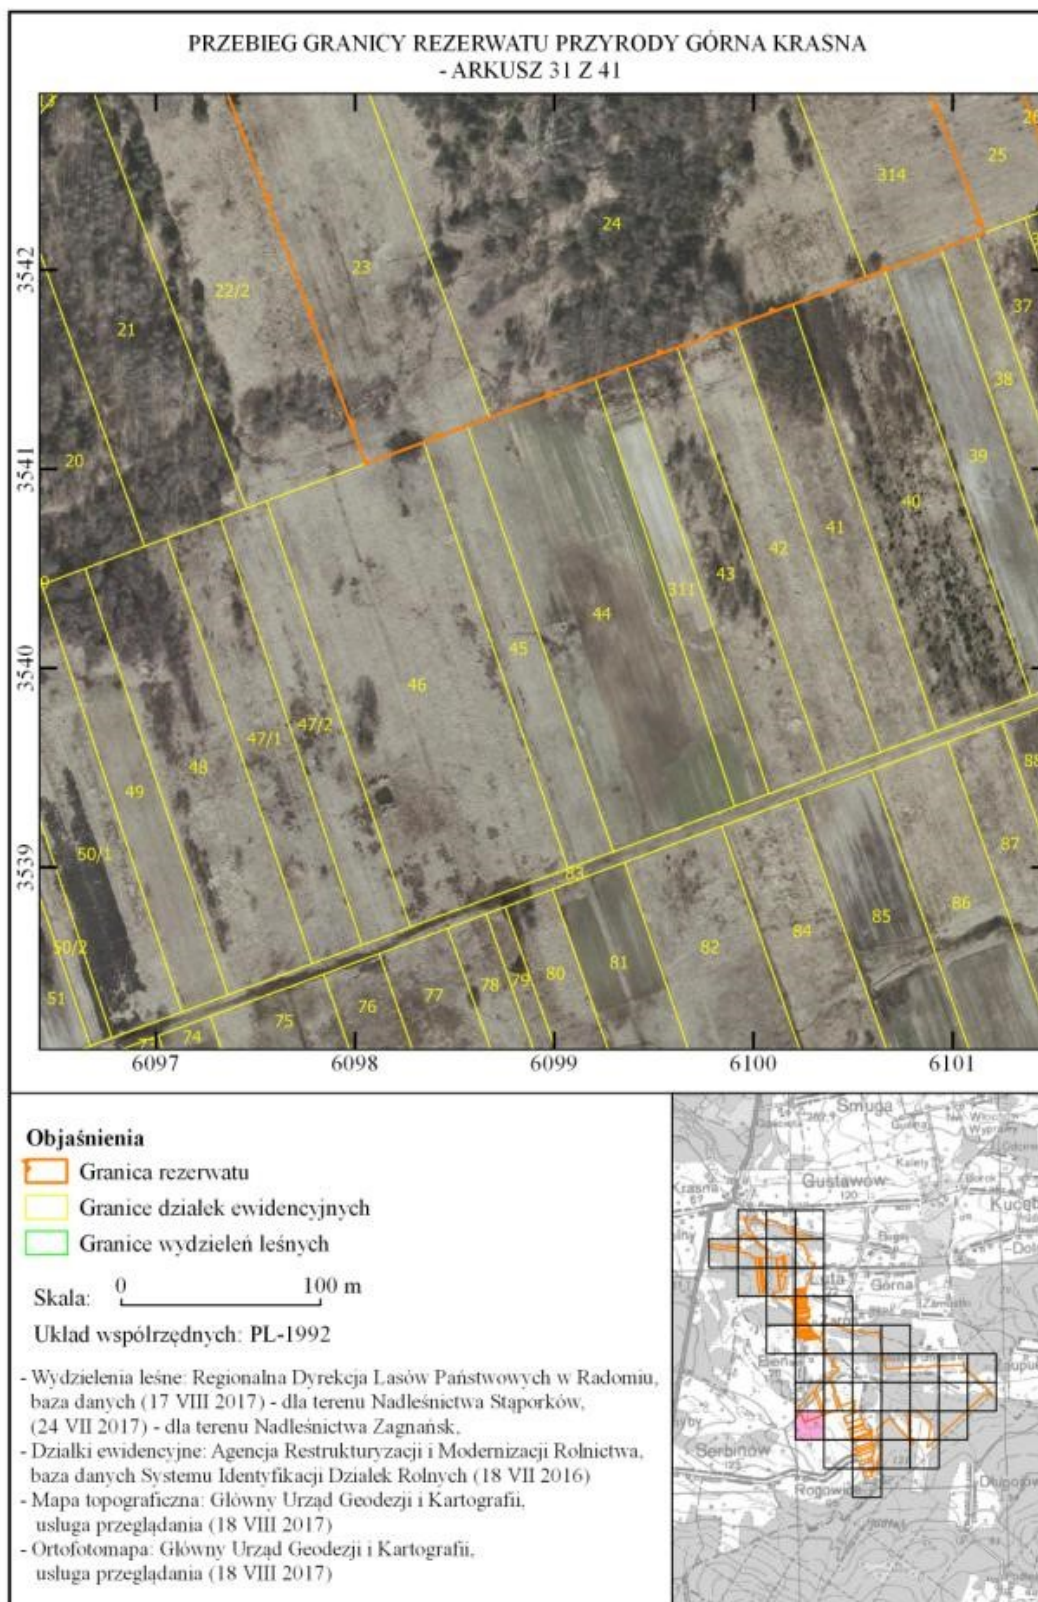 PRZEBIEG GRANICY REZERWATU PRZYRODY GÓRNA KRASNA
- ARKUSZ 31 Z 41
13
26
25
314
24
23
22/2
21
20
37
38
39
40
41
42
43
311
44
45
46
47/2
47/1
48
49
50/1
50/2
51
83
88
87
86
85
84
82
81
80
79
78
77
76
75
74
3542
3541
3540
3539
6097
6098
6099
6100
6101
Objaśnienia
Granica rezerwatu
Granice działek ewidencyjnych
Granice wydzieleń leśnych
Skala: 0 100 m
Układ współrzędnych: PL-1992
- Wydzielenia leśne: Regionalna Dyrekcja Lasów Państwowych w Radomiu,
baza danych (17 VIII 2017) - dla terenu Nadleśnictwa Stąporków,
(24 VII 2017) - dla terenu Nadleśnictwa Zagnańsk,
- Działki ewidencyjne: Agencja Restrukturyzacji i Modernizacji Rolnictwa,
baza danych Systemu Identyfikacji Działek Rolnych (18 VII 2016)
- Mapa topograficzna: Główny Urząd Geodezji i Kartografii,
usługa przeglądania (18 VIII 2017)
- Ortofotomapa: Główny Urząd Geodezji i Kartografii,
usługa przeglądania (18 VIII 2017)
Smuga
Krasna
Gustawów
120
Kalety
Luta
Górna
Serbinów
Rogowice